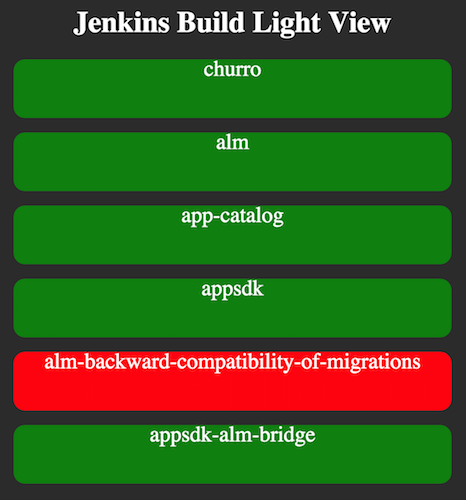 Jenkins Build Light View
churro
alm
app-catalog
appsdk
alm-backward-compatibility-of-migrations
appsdk-alm-bridge